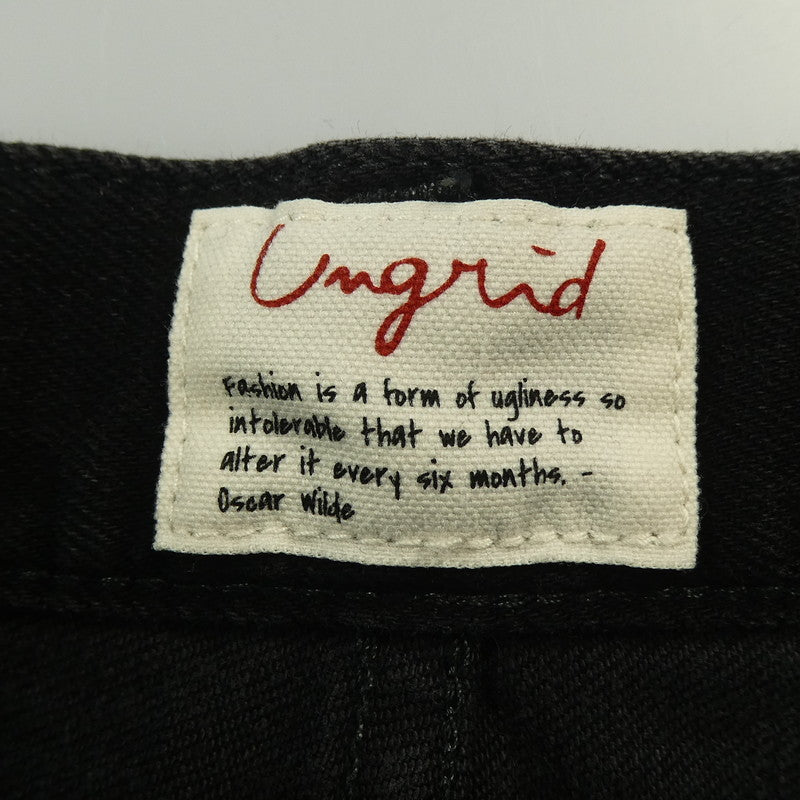 Ungrid
Fashion is a form of ugliness so
intolerable that we have to
alter it every six months. -
Oscar Wilde